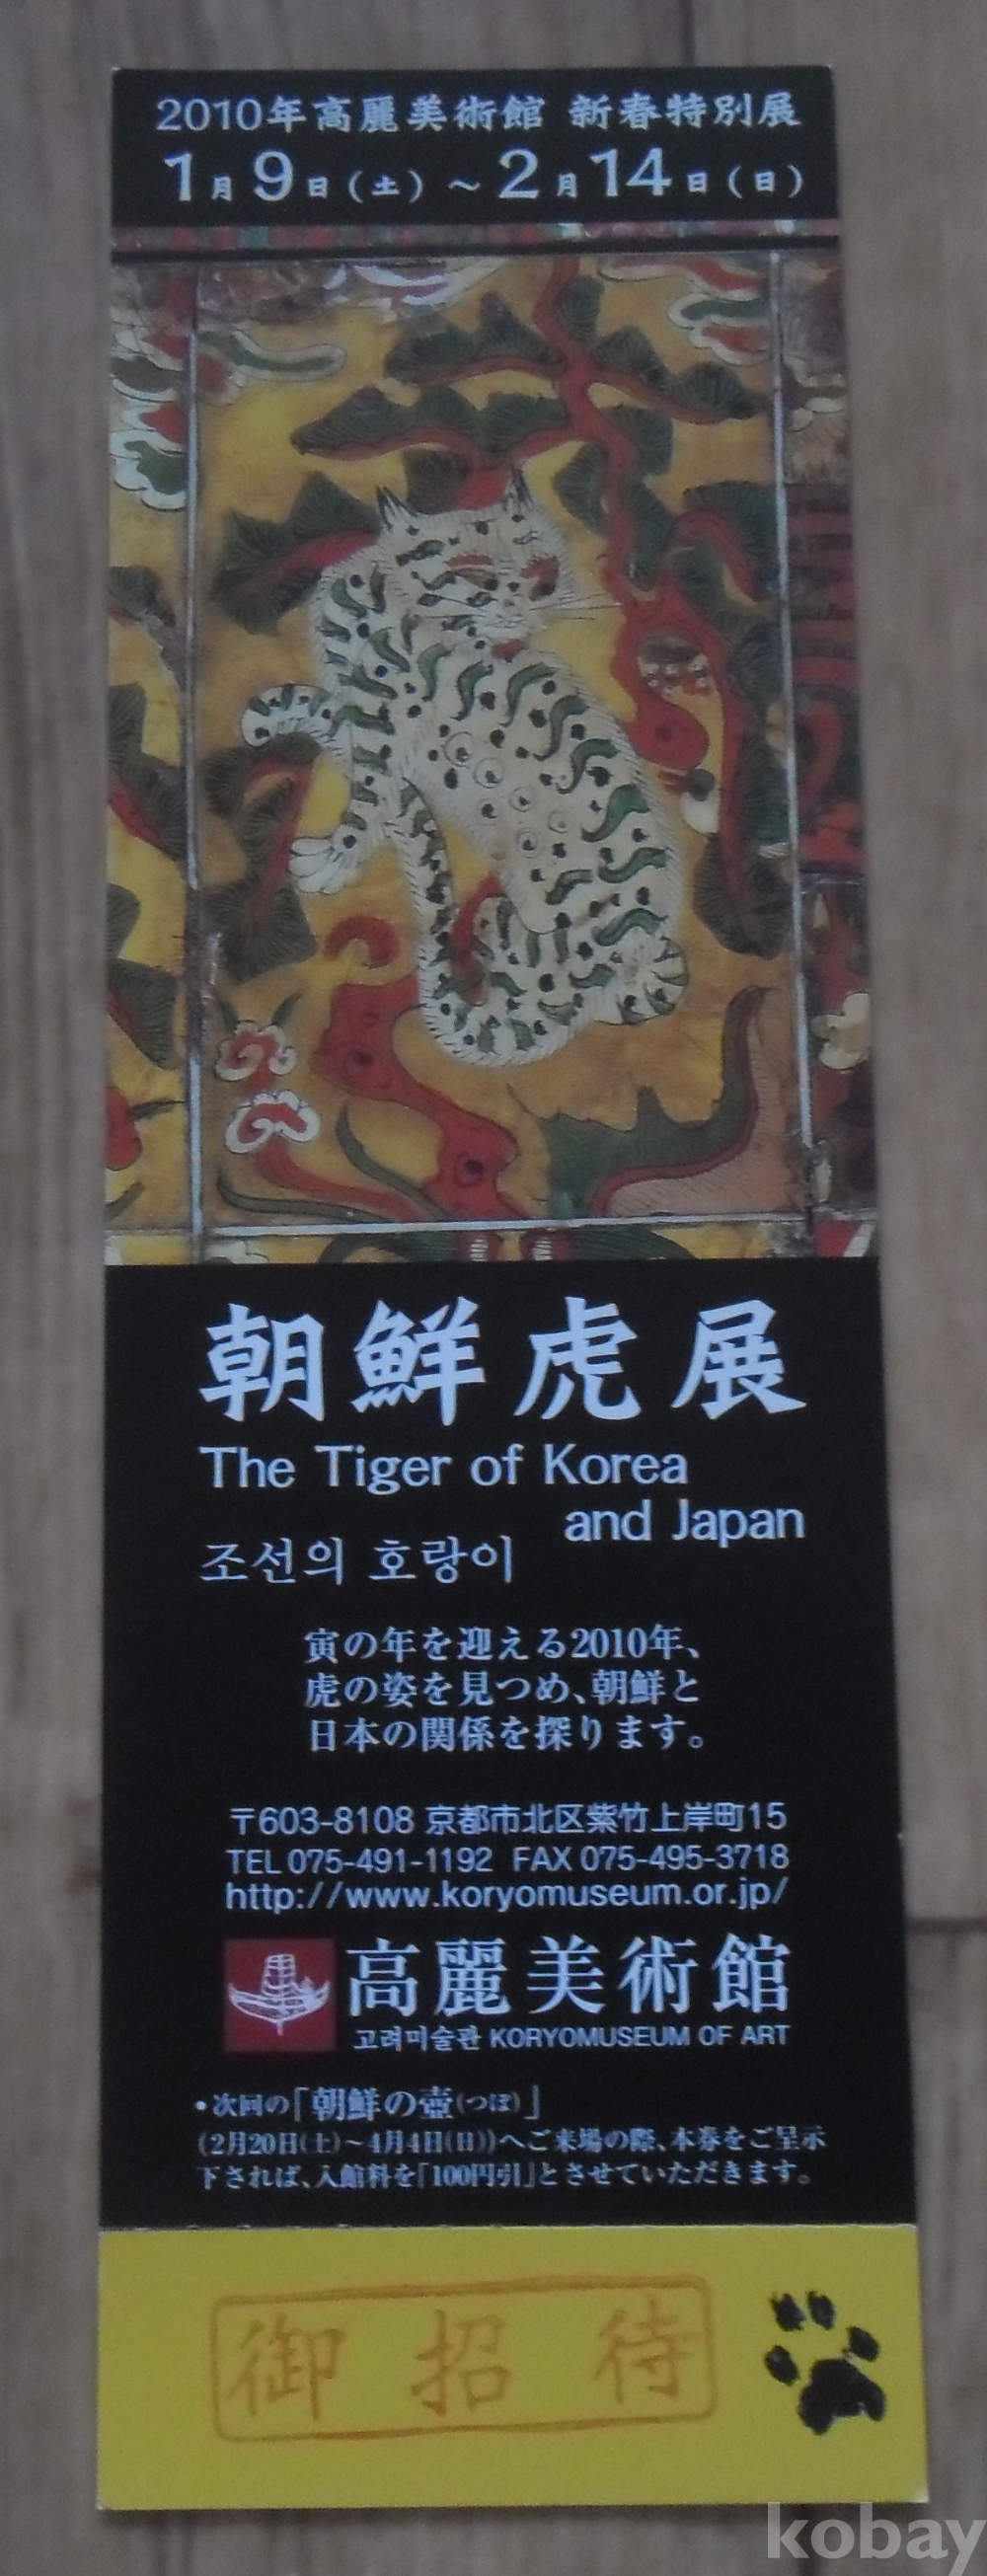 2010年高麗美術館 新春特別展
1月9日（土）～2月14日（日）
朝鮮虎展
The Tiger of Korea
and Japan
조선의 호랑이
寅の年を迎える2010年、
虎の姿を見つめ、朝鮮と
日本の関係を探ります。
〒603-8108 京都市北区紫竹上岸町15
TEL 075-491-1192 FAX 075-495-3718
http://www.koryomuseum.or.jp/
高麗美術館
고려미술관 KORYOMUSEUM OF ART
・次回の「朝鮮の壺（つぼ）」
（2月20日（土）～4月4日（日））へご来場の際、本券をご呈示
下されば、入館料を「100円引」とさせていただきます。
御招待
kobay